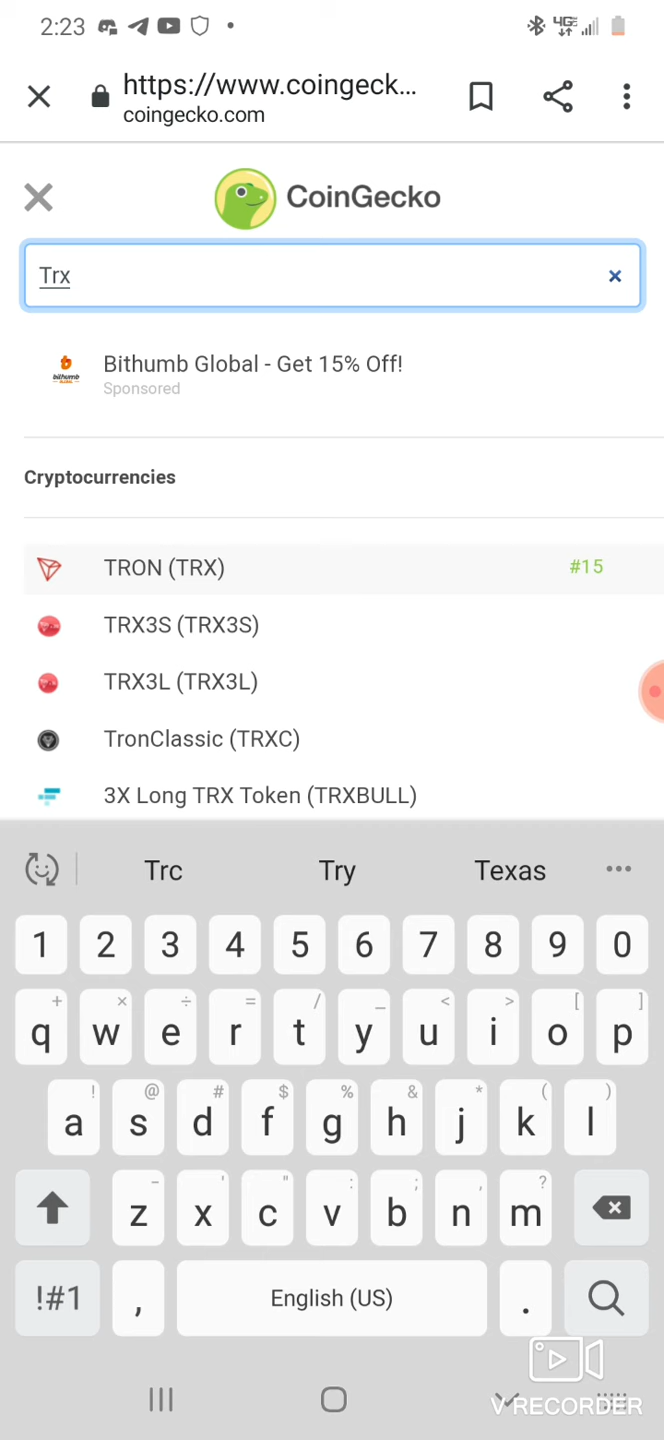 2:23
https://www.coingeck...
coingecko.com
CoinGecko
Trx
Bithumb Global - Get 15% Off!
Sponsored
Cryptocurrencies
TRON (TRX) #15
TRX3S (TRX3S)
TRX3L (TRX3L)
TronClassic (TRXC)
3X Long TRX Token (TRXBULL)
Trc Try Texas ...
1 2 3 4 5 6 7 8 9 0
+ × ÷ = / _ < > [ ]
q w e r t y u i o p
! @ # $ % & * ( )
a s d f g h j k l
- ' " : ; , ?
z x c v b n m
!#1 , English (US) .
V RECORDER